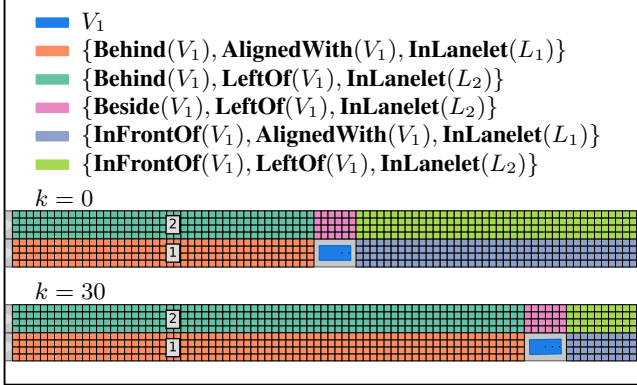 V₁
{Behind(V₁), AlignedWith(V₁), InLanelet(L₁)}
{Behind(V₁), LeftOf(V₁), InLanelet(L₂)}
{Beside(V₁), LeftOf(V₁), InLanelet(L₂)}
{InFrontOf(V₁), AlignedWith(V₁), InLanelet(L₁)}
{InFrontOf(V₁), LeftOf(V₁), InLanelet(L₂)}
k = 0
2
1
k = 30
2
1